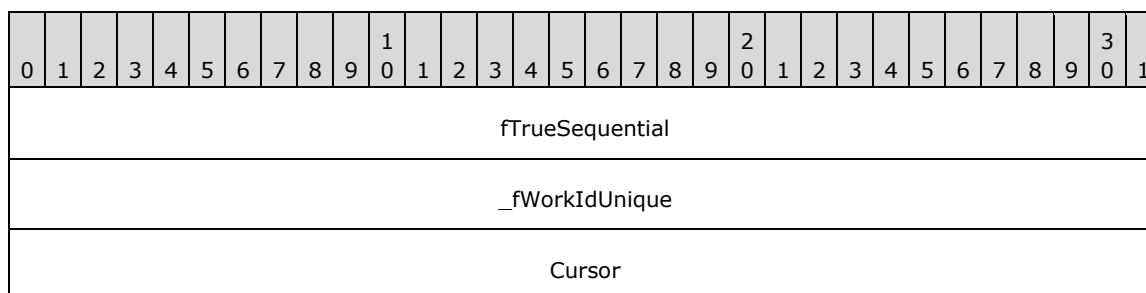 1 2 3
0 1 2 3 4 5 6 7 8 9 0 1 2 3 4 5 6 7 8 9 0 1 2 3 4 5 6 7 8 9 0 1
fTrueSequential
_fWorkIdUnique
Cursor